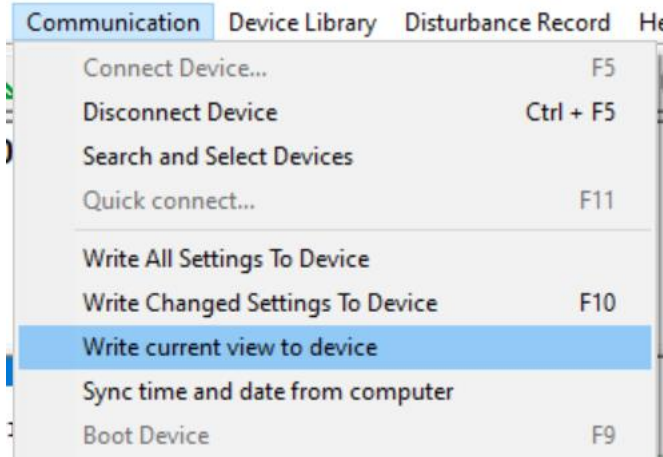 Communication Device Library Disturbance Record He
Connect Device... F5
Disconnect Device Ctrl + F5
Search and Select Devices
Quick connect... F11
Write All Settings To Device
Write Changed Settings To Device F10
Write current view to device
Sync time and date from computer
Boot Device F9